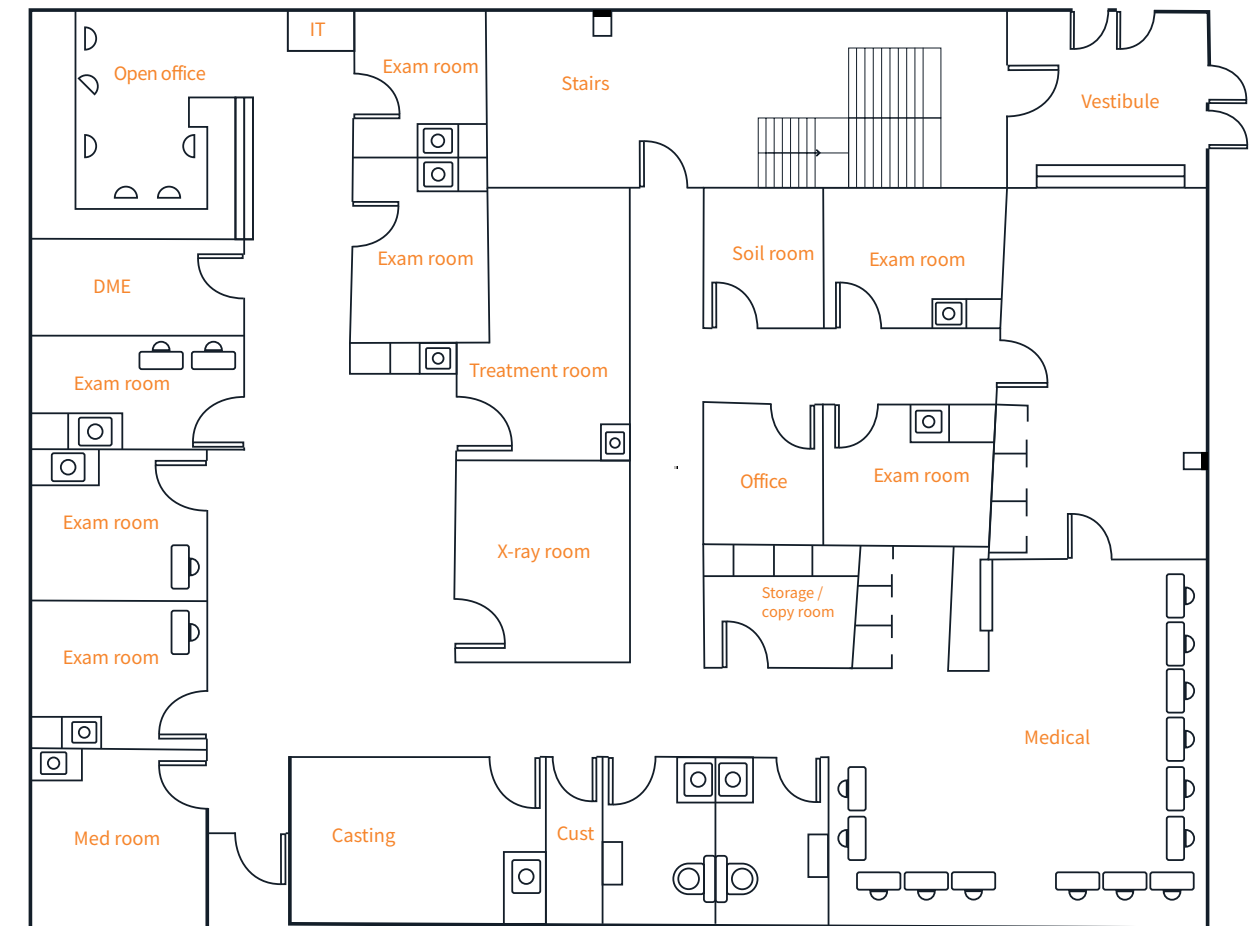 IT
Open office
Exam room
Stairs
Vestibule
DME
Exam room
Soil room
Exam room
Exam room
Treatment room
Exam room
X-ray room
Office
Exam room
Storage /
copy room
Exam room
Medical
Med room
Casting
Cust